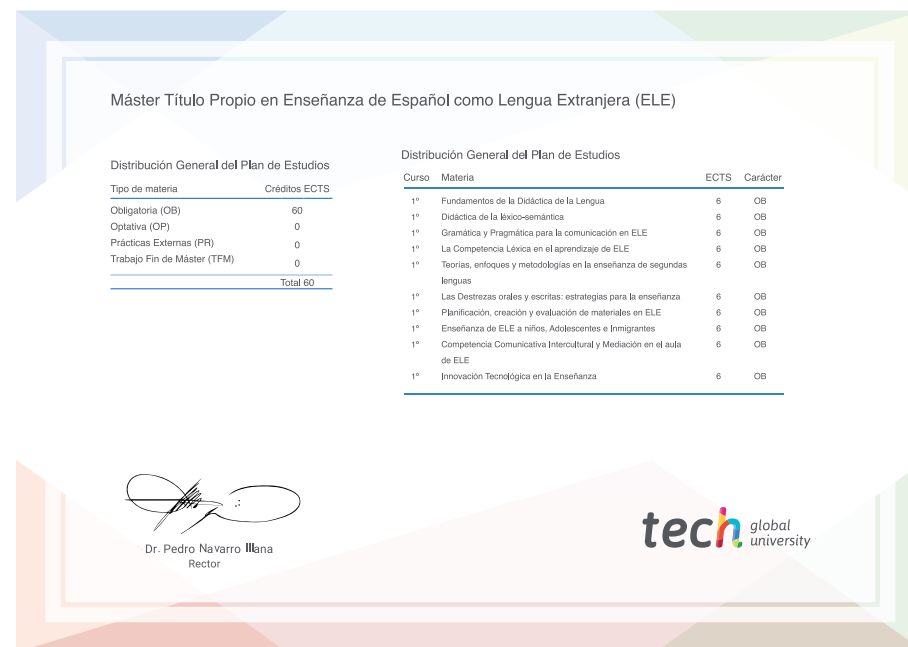 Máster Título Propio en Enseñanza de Español como Lengua Extranjera (ELE)
Distribución General del Plan de Estudios
Tipo de materia Créditos ECTS
Obligatoria (OB) 60
Optativa (OP) 0
Prácticas Externas (PR) 0
Trabajo Fin de Máster (TFM) 0
Total 60
Distribución General del Plan de Estudios
Curso Materia ECTS Carácter
1º Fundamentos de la Didáctica de la Lengua 6 OB
1º Didáctica de la léxico-semántica 6 OB
1º Gramática y Pragmática para la comunicación en ELE 6 OB
1º La Competencia Léxica en el aprendizaje de ELE 6 OB
1º Teorías, enfoques y metodologías en la enseñanza de segundas 6 OB
lenguas
1º Las Destrezas orales y escritas: estrategias para la enseñanza 6 OB
1º Planificación, creación y evaluación de materiales en ELE 6 OB
1º Enseñanza de ELE a niños, Adolescentes e Inmigrantes 6 OB
1º Competencia Comunicativa Intercultural y Mediación en el aula 6 OB
de ELE
1º Innovación Tecnológica en la Enseñanza 6 OB
Dr. Pedro Navarro Illana
Rector
tech global
university